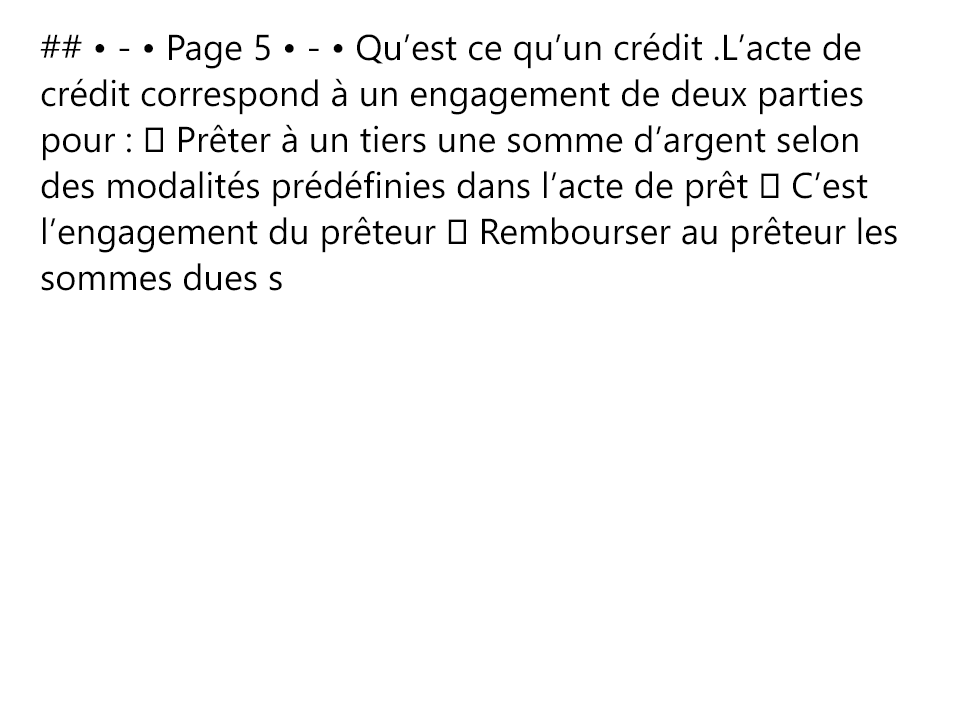 ## • - • Page 5 • - • Qu’est ce qu’un crédit .L’acte de
crédit correspond à un engagement de deux parties
pour : ▯ Prêter à un tiers une somme d’argent selon
des modalités prédéfinies dans l’acte de prêt ▯ C’est
l’engagement du prêteur ▯ Rembourser au prêteur les
sommes dues s